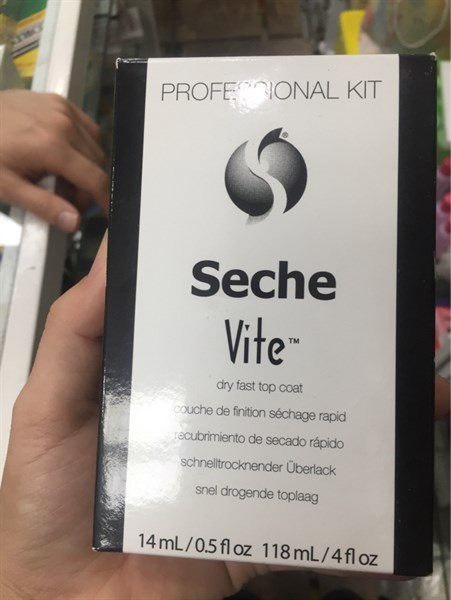 PROFESSIONAL KIT
®
Seche
Vite™
dry fast top coat
couche de finition séchage rapid
recubrimiento de secado rápido
schnelltrocknender Überlack
snel drogende toplaag
14 mL/0.5 fl oz 118 mL/4 fl oz